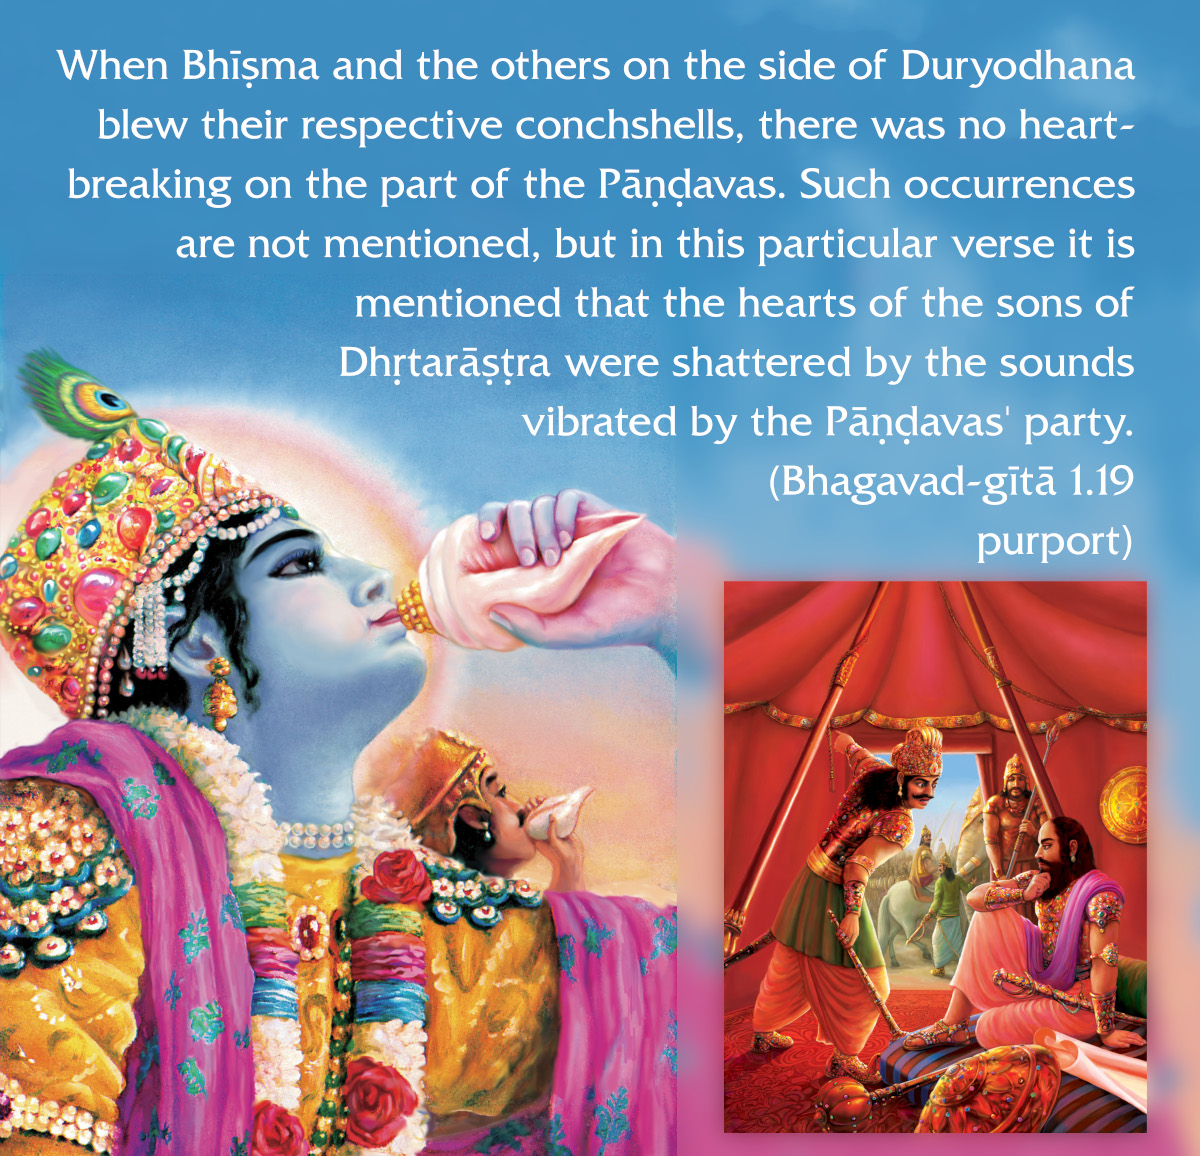 When Bhīṣma and the others on the side of Duryodhana
blew their respective conchshells, there was no heart-
breaking on the part of the Pāṇḍavas. Such occurrences
are not mentioned, but in this particular verse it is
mentioned that the hearts of the sons of
Dhṛtarāṣṭra were shattered by the sounds
vibrated by the Pāṇḍavas' party.
(Bhagavad-gītā 1.19
purport)